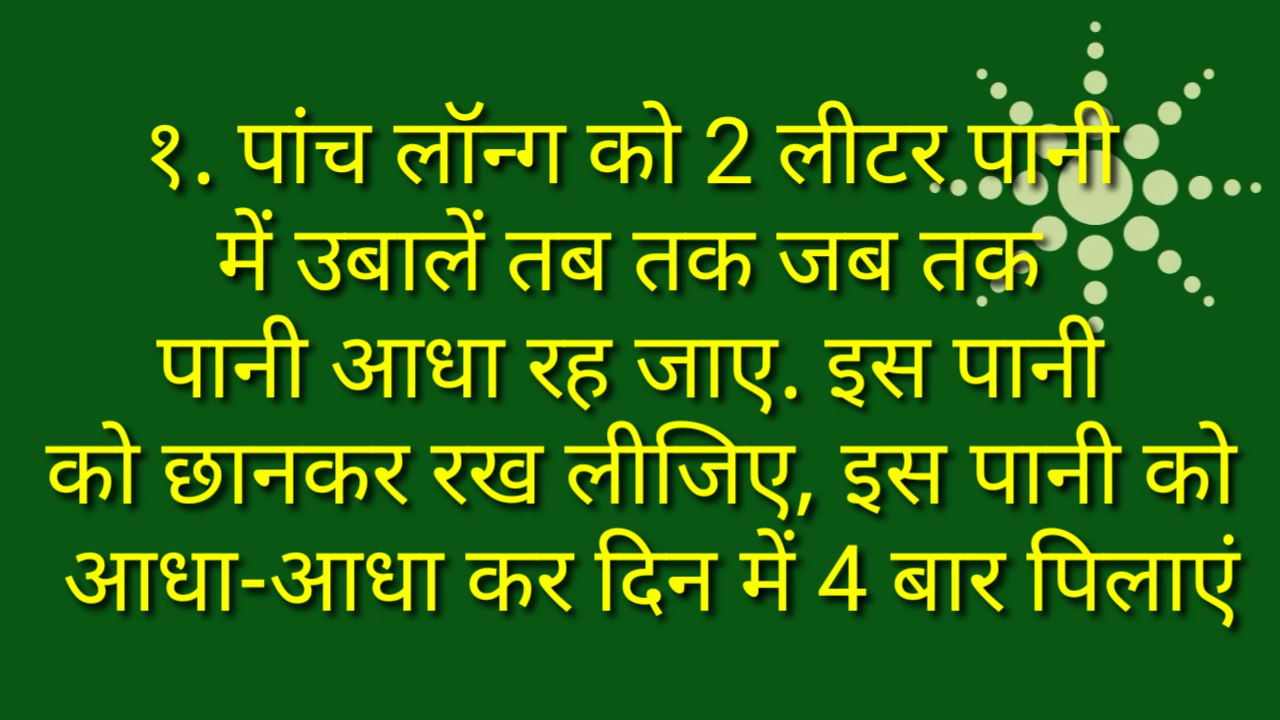 १. पांच लॉन्ग को 2 लीटर पानी
में उबालें तब तक जब तक
पानी आधा रह जाए. इस पानी
को छानकर रख लीजिए, इस पानी को
आधा-आधा कर दिन में 4 बार पिलाएं